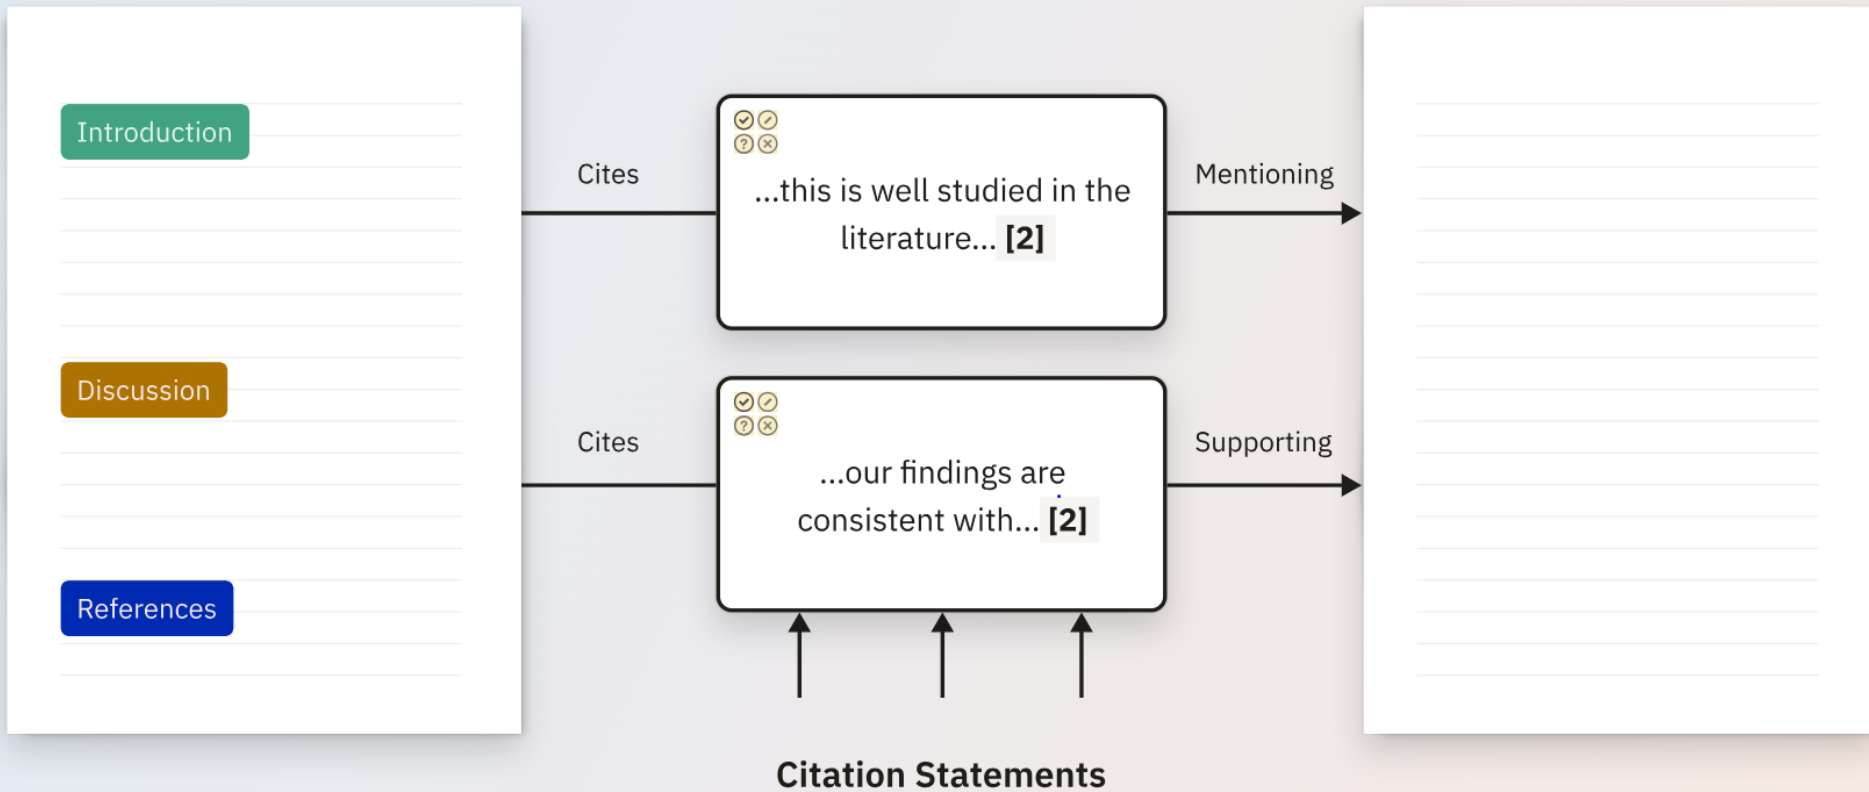 Introduction
Discussion
References
Cites
...this is well studied in the
literature... [2]
Mentioning
Cites
...our findings are
consistent with... [2]
Supporting
Citation Statements